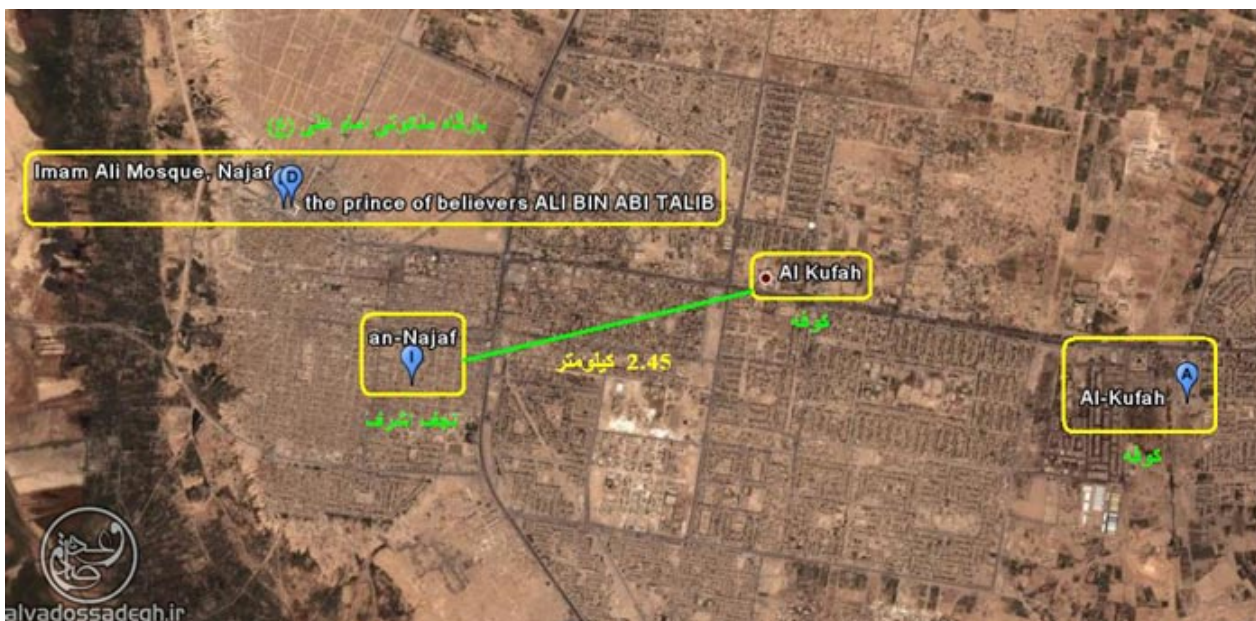 بارگاه ملکوتی امام علی (ع)
Imam Ali Mosque, Najaf
D
the prince of believers ALI BIN ABI TALIB
Al Kufah
کوفه
an-Najaf
I
2.45 کیلومتر
نجف اشرف
A
Al-Kufah
کوفه
alvadossadegh.ir